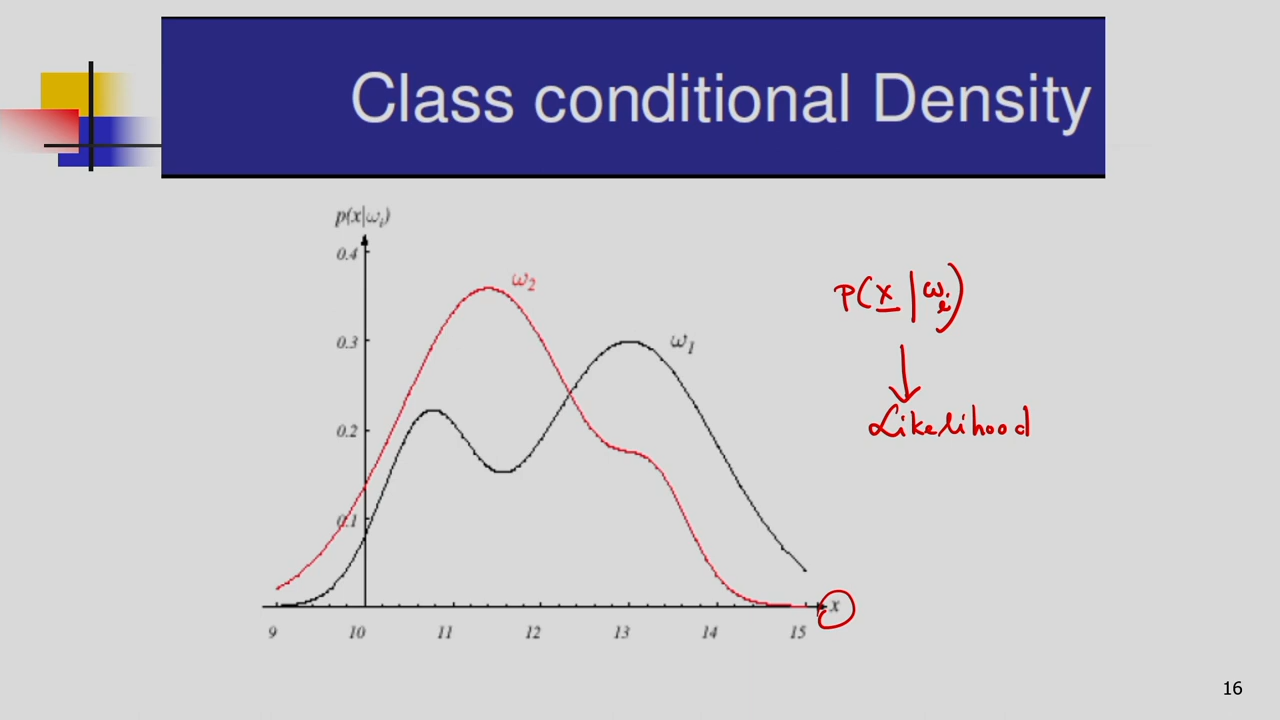 Class conditional Density
p(x|ωᵢ)
0.4
ω₂
0.3
ω₁
0.2
0.1
x
9 10 11 12 13 14 15
P(x | ωᵢ)
Likelihood
16